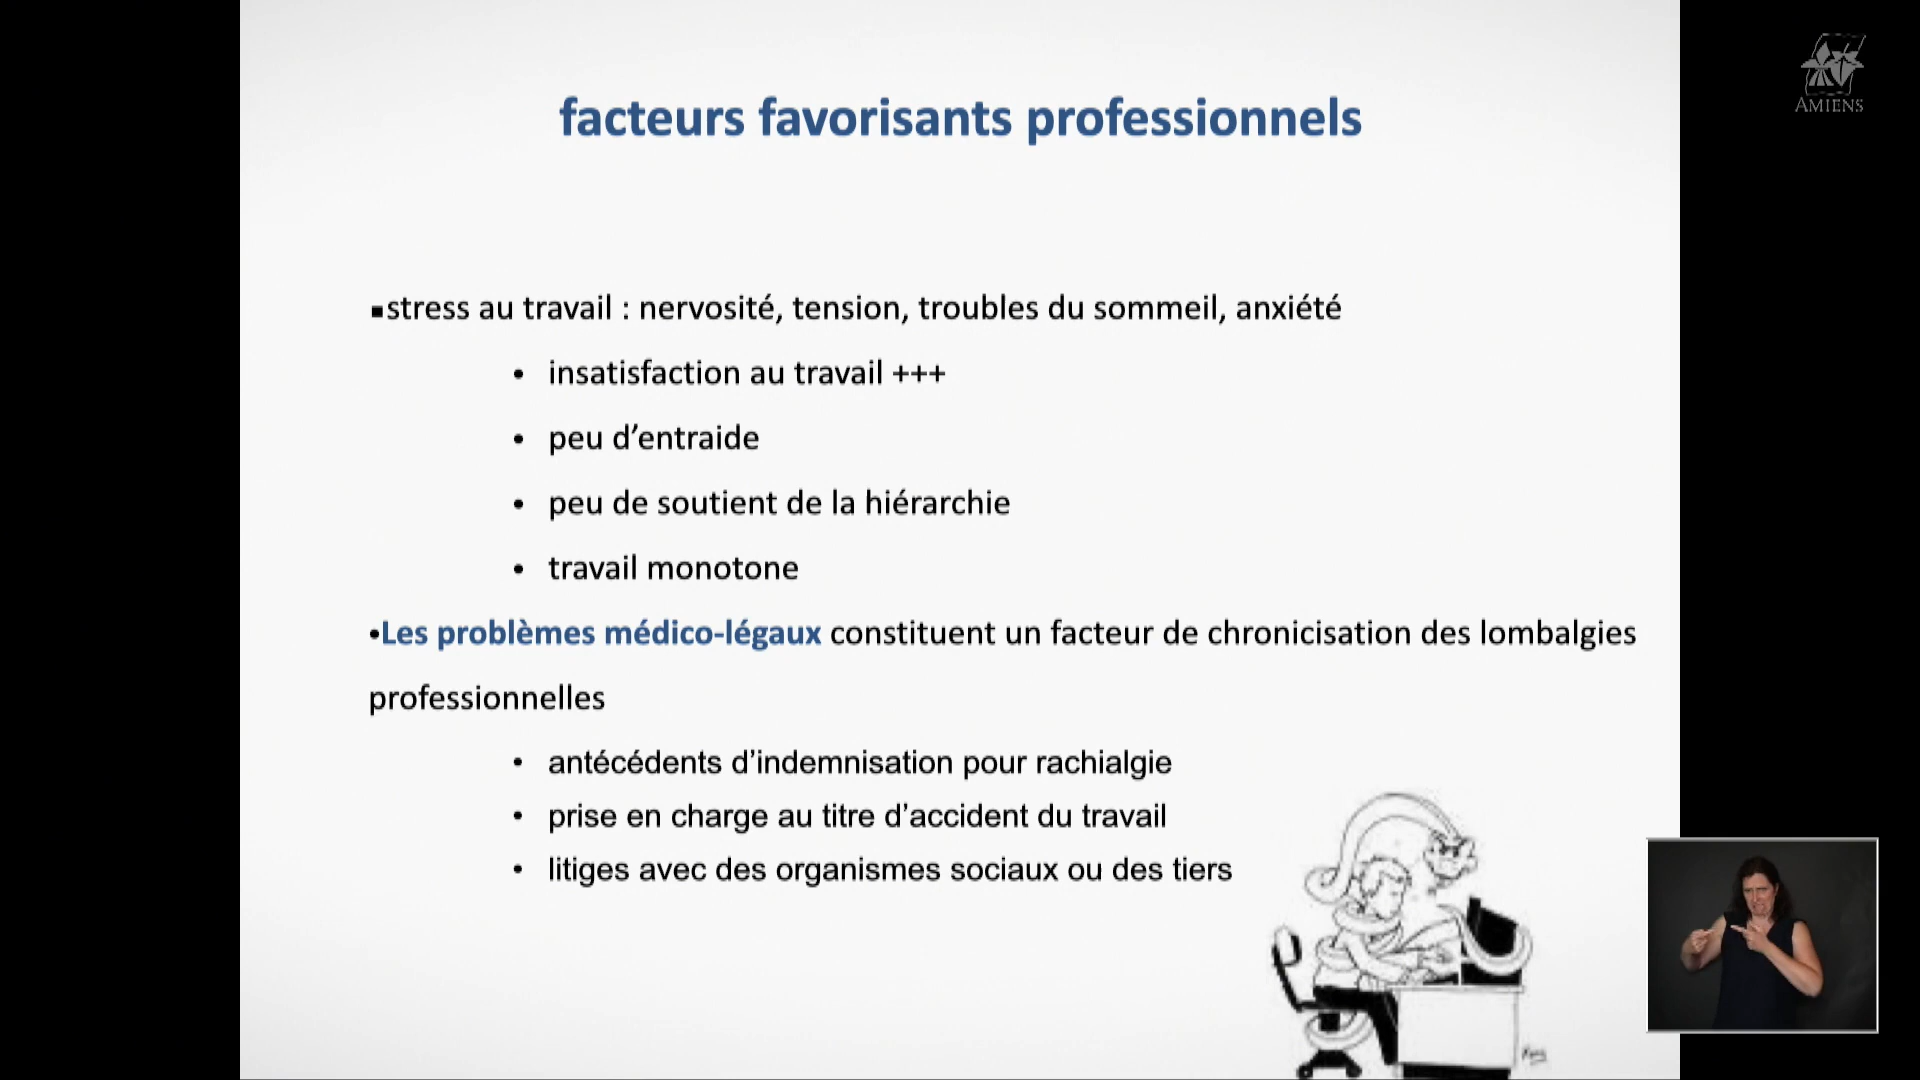 facteurs favorisants professionnels
AMIENS
▪stress au travail : nervosité, tension, troubles du sommeil, anxiété
• insatisfaction au travail +++
• peu d’entraide
• peu de soutient de la hiérarchie
• travail monotone
•Les problèmes médico-légaux constituent un facteur de chronicisation des lombalgies
professionnelles
• antécédents d’indemnisation pour rachialgie
• prise en charge au titre d’accident du travail
• litiges avec des organismes sociaux ou des tiers